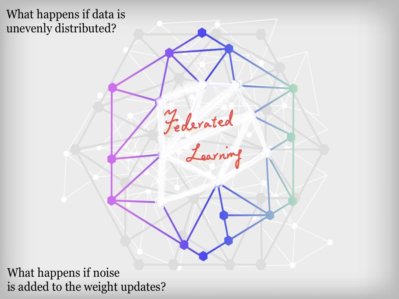 What happens if data is
unevenly distributed?
Federated
Learning
What happens if noise
is added to the weight updates?